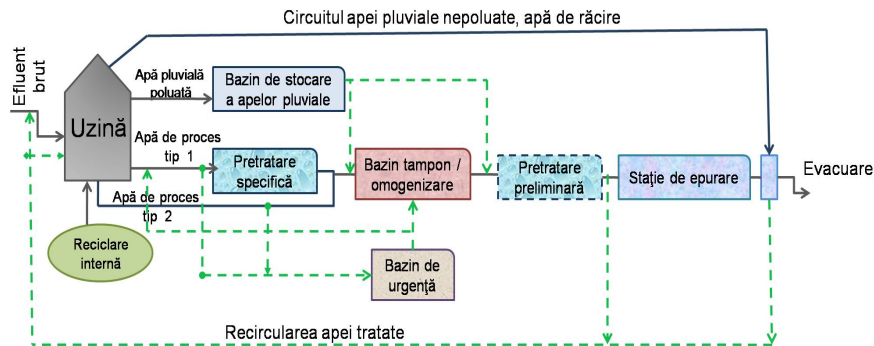 Circuitul apei pluviale nepoluate, apă de răcire
Efluent
brut
Uzină
Apă pluvială
poluată
Bazin de stocare
a apelor pluviale
Apă de proces
tip 1
Pretratare
specifică
Bazin tampon /
omogenizare
Pretratare
preliminară
Staţie de epurare
Evacuare
Apă de proces
tip 2
Reciclare
internă
Bazin de
urgenţă
Recircularea apei tratate